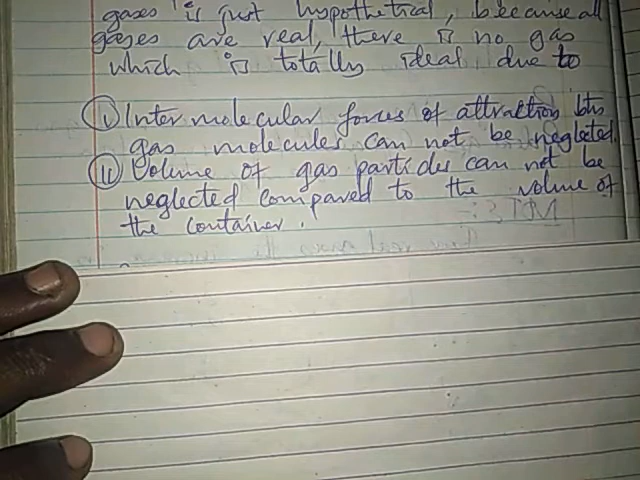 gases is just hypothetical, because all
gases are real, there is no gas
which is totally ideal, due to
(i) Inter molecular forces of attraction btn
gas molecules can not be neglected.
(ii) Volume of gas particles can not be
neglected compared to the volume of
the container.